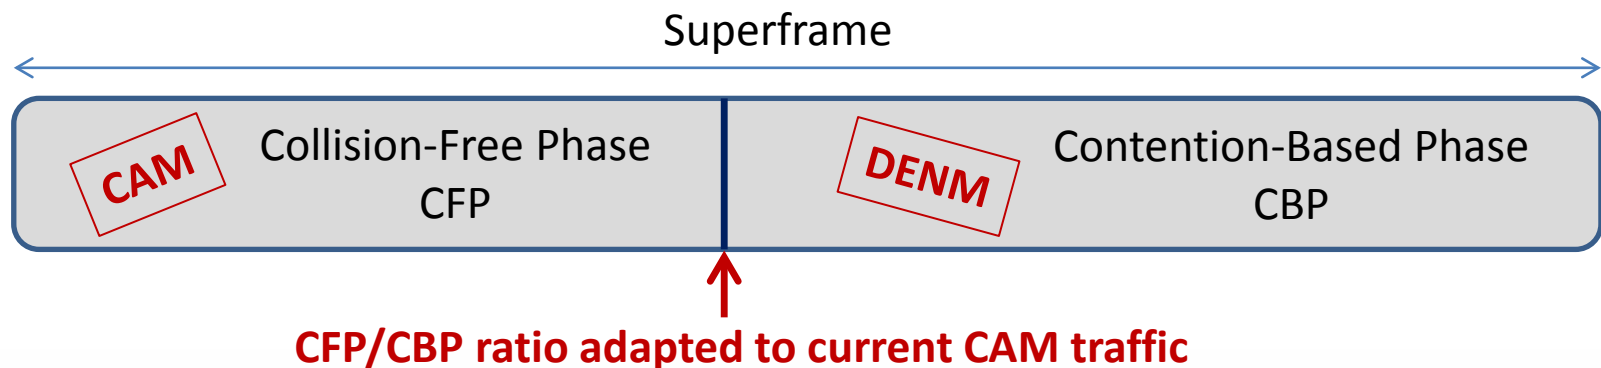 Superframe
CAM
Collision-Free Phase
CFP
DENM
Contention-Based Phase
CBP
CFP/CBP ratio adapted to current CAM traffic